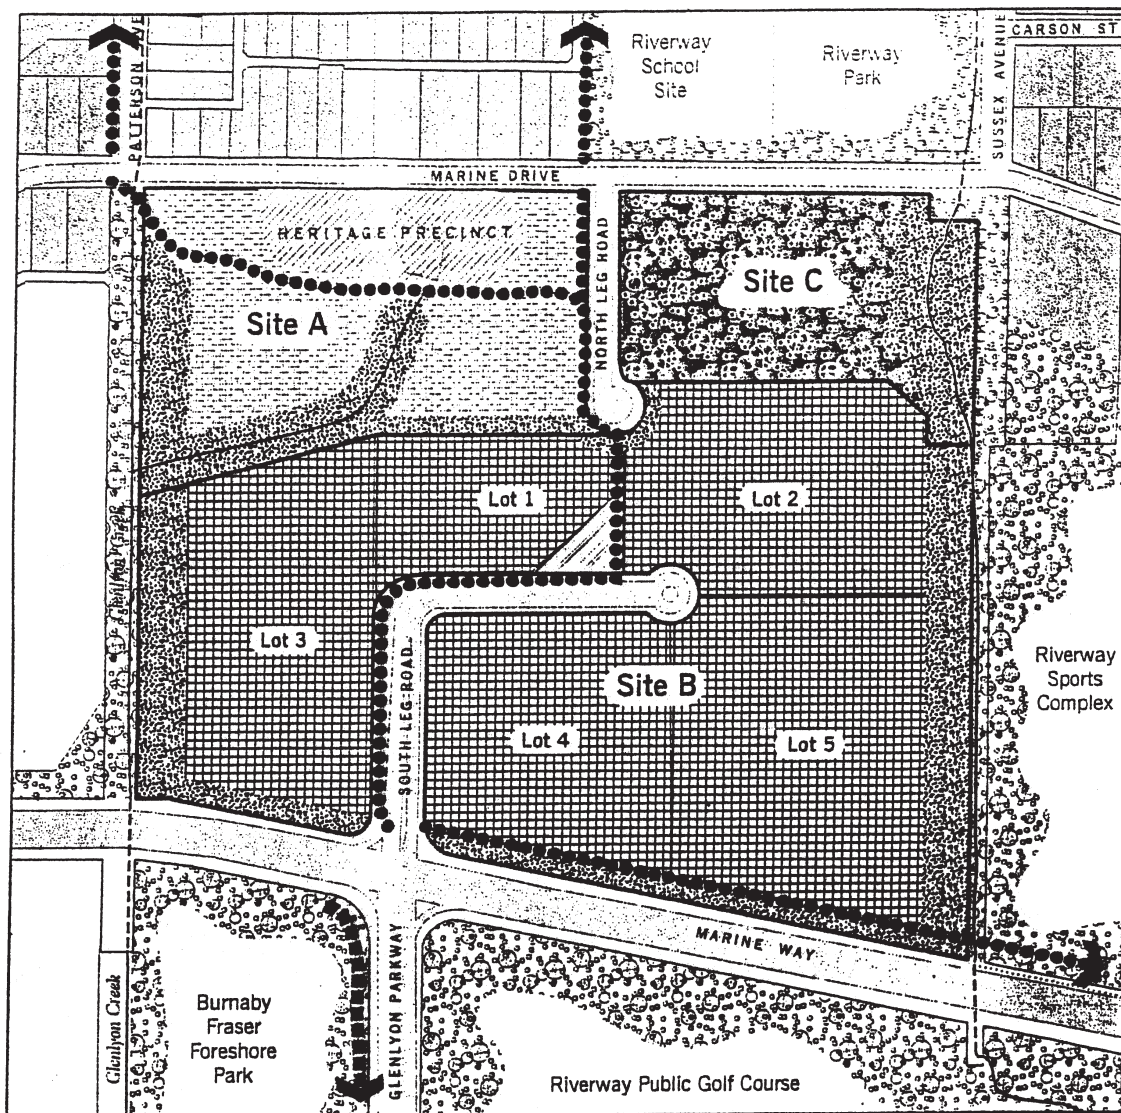 PATTERSON AVE
Riverway
School
Site
Riverway
Park
SUSSEX AVENUE
CARSON ST
MARINE DRIVE
HERITAGE PRECINCT
NORTH LEG ROAD
Site C
Site A
Lot 1
Lot 2
Lot 3
Site B
Riverway
Sports
Complex
Lot 4
Lot 5
SOUTH LEG ROAD
MARINE WAY
Glenlyon Creek
Burnaby
Fraser
Foreshore
Park
GLENLYON PARKWAY
Riverway Public Golf Course